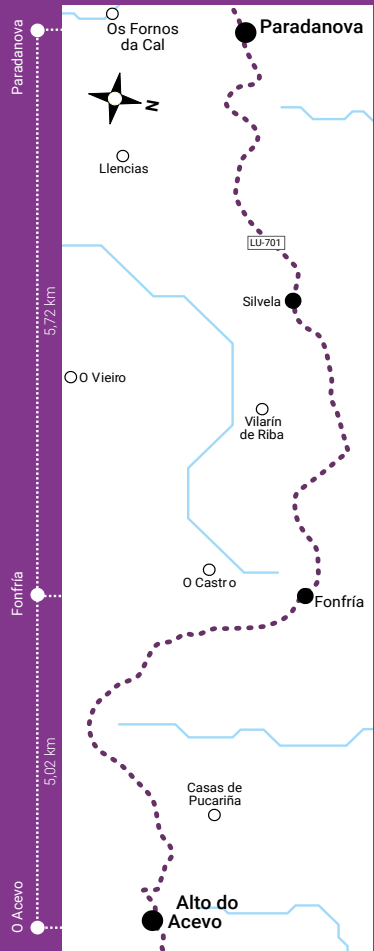 Paradanova
5,72 km
Fonfría
5,02 km
O Acevo
Os Fornos
da Cal
Paradanova
N
Llencias
LU-701
Silvela
O Vieiro
Vilarín
de Riba
O Castro
Fonfría
Casas de
Pucariña
Alto do
Acevo